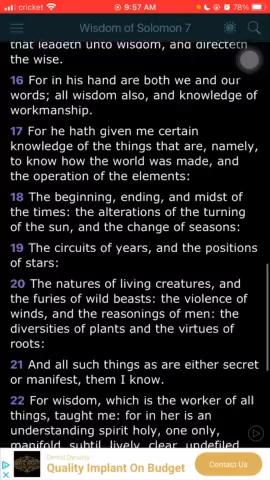 cricket
9:57 AM
78%
Wisdom of Solomon 7
that leadeth unto wisdom, and directeth
the wise.
16 For in his hand are both we and our
words; all wisdom also, and knowledge of
workmanship.
17 For he hath given me certain
knowledge of the things that are, namely,
to know how the world was made, and
the operation of the elements:
18 The beginning, ending, and midst of
the times: the alterations of the turning
of the sun, and the change of seasons:
19 The circuits of years, and the positions
of stars:
20 The natures of living creatures, and
the furies of wild beasts: the violence of
winds, and the reasonings of men: the
diversities of plants and the virtues of
roots:
21 And all such things as are either secret
or manifest, them I know.
22 For wisdom, which is the worker of all
things, taught me: for in her is an
understanding spirit holy, one only,
manifold, subtil, lively, clear, undefiled,
Dental Dynasty
Quality Implant On Budget
Contact Us